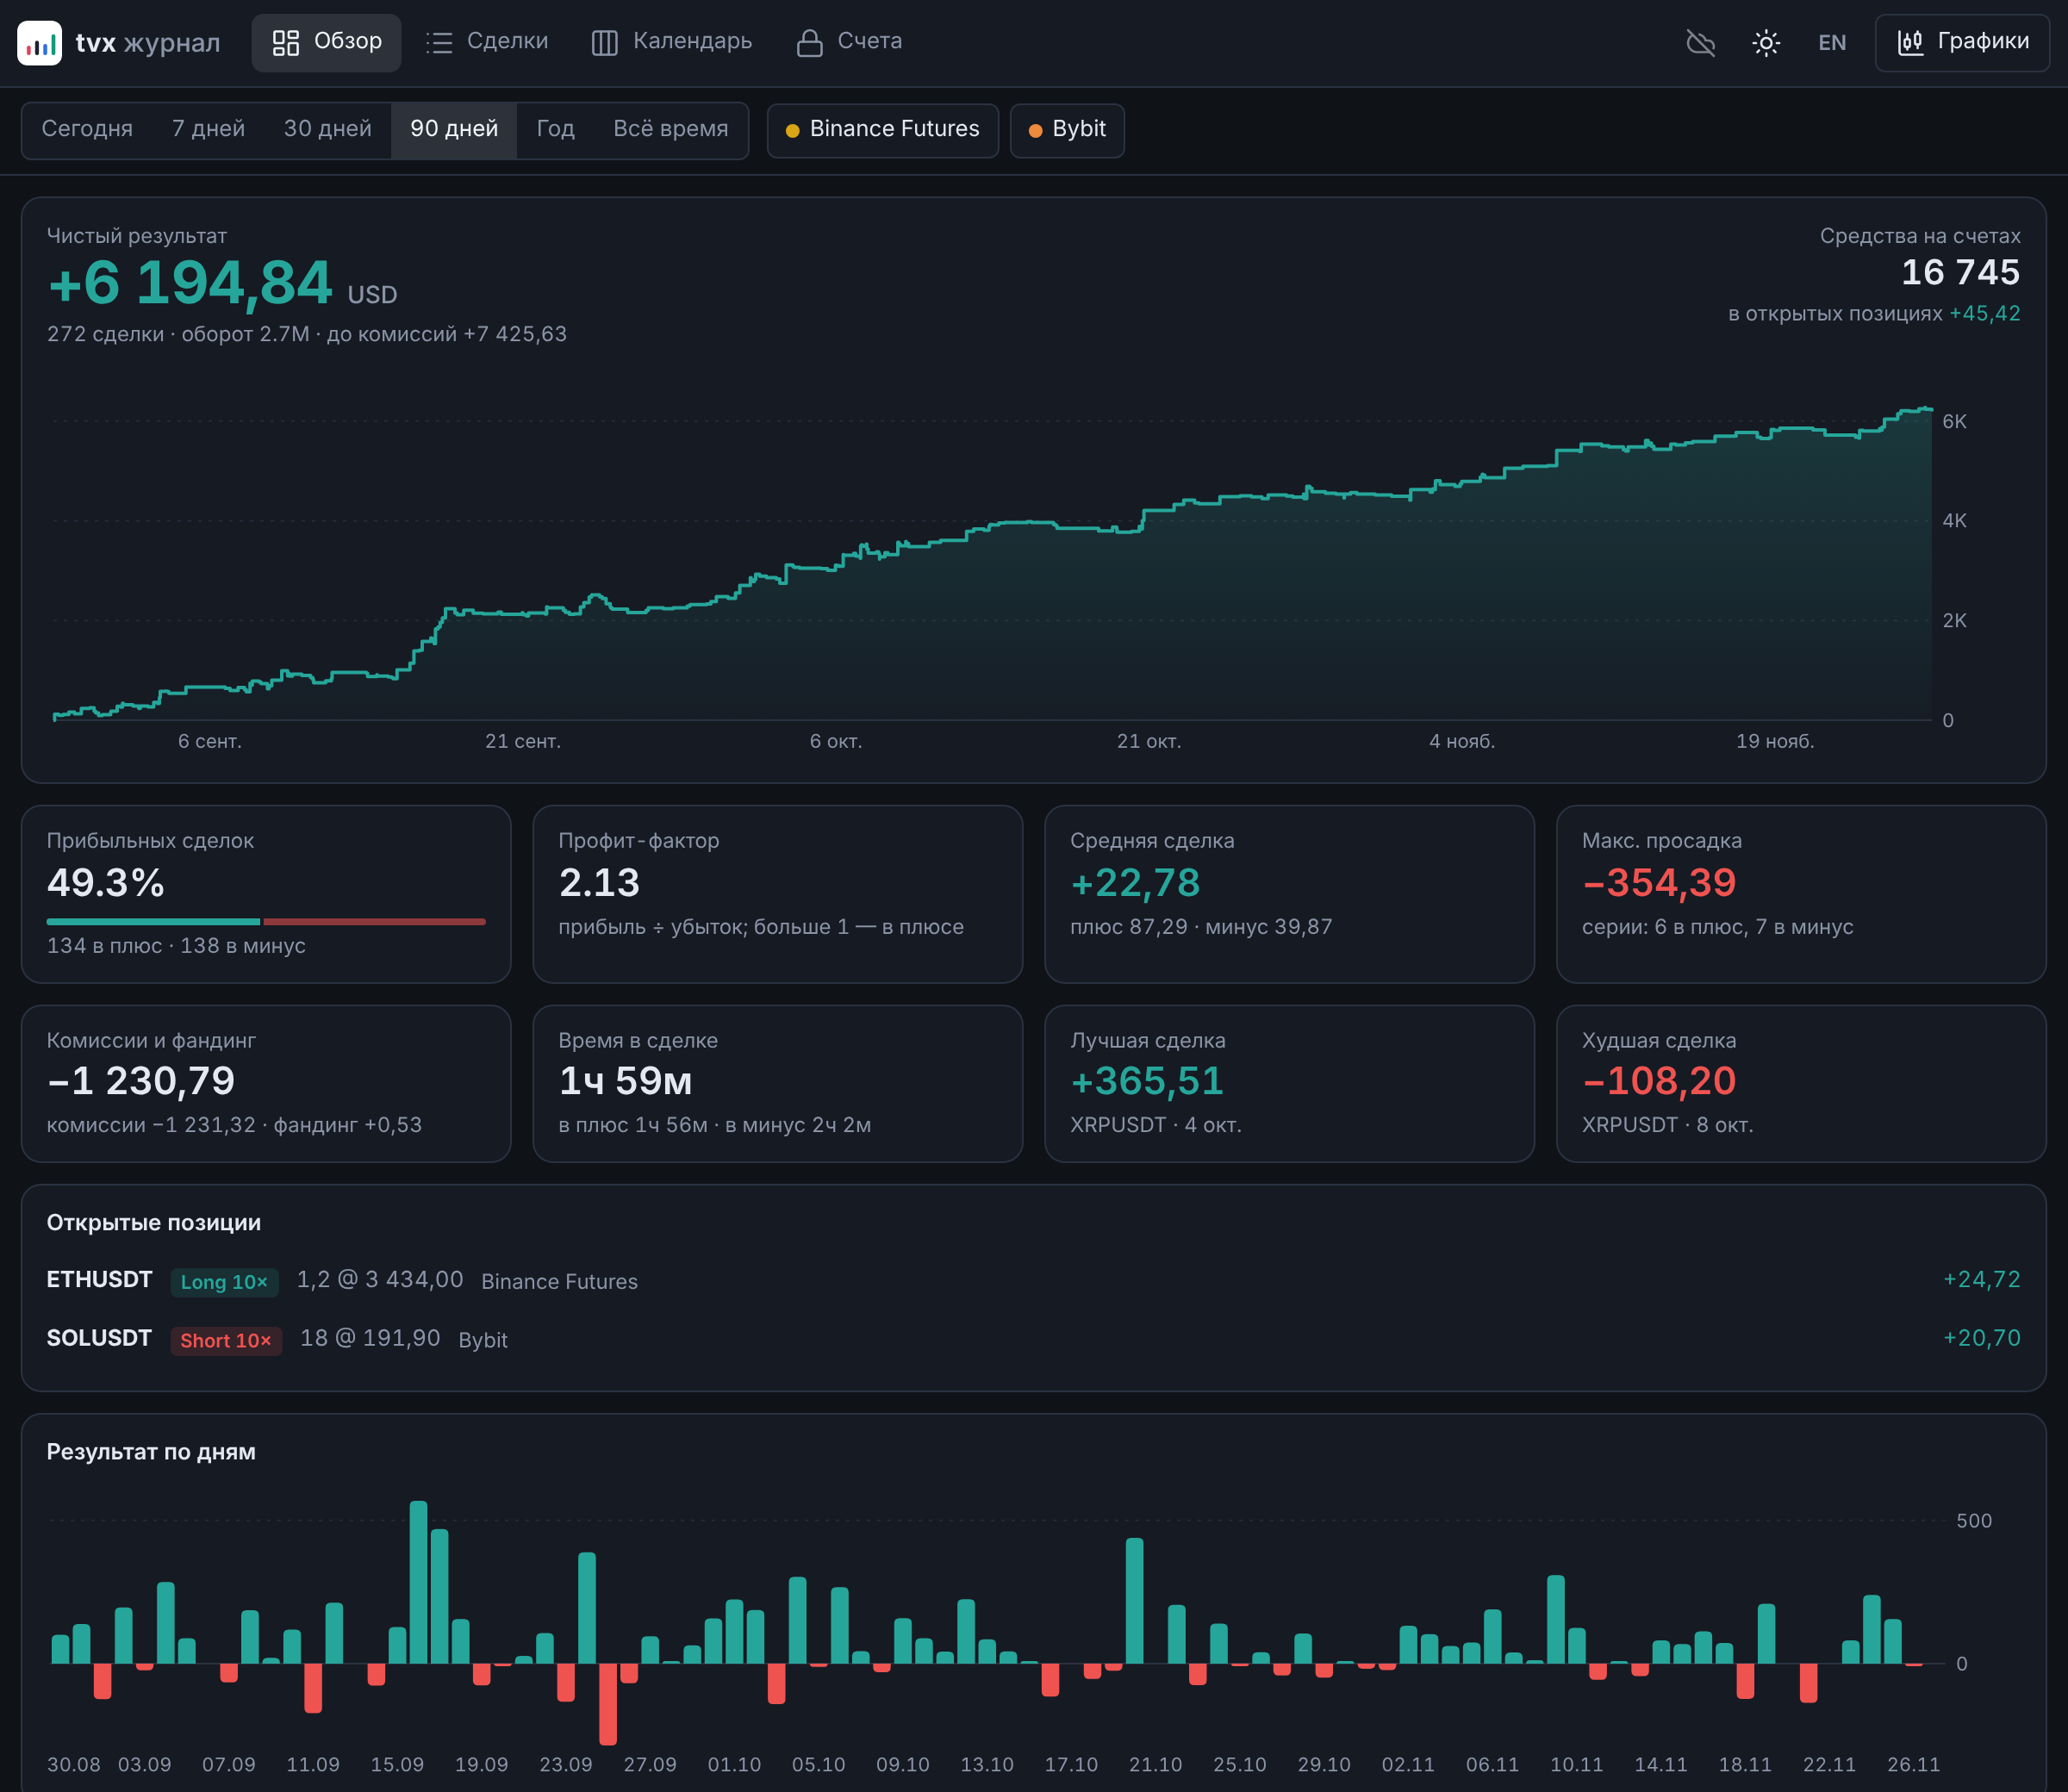 tvx журнал Обзор Сделки Календарь Счета EN Графики
Сегодня 7 дней 30 дней 90 дней Год Всё время Binance Futures Bybit
Чистый результат
+6 194,84 USD
272 сделки · оборот 2.7M · до комиссий +7 425,63
Средства на счетах
16 745
в открытых позициях +45,42
6K
4K
2K
0
6 сент. 21 сент. 6 окт. 21 окт. 4 нояб. 19 нояб.
Прибыльных сделок
49.3%
134 в плюс · 138 в минус
Профит-фактор
2.13
прибыль ÷ убыток; больше 1 — в плюсе
Средняя сделка
+22,78
плюс 87,29 · минус 39,87
Макс. просадка
−354,39
серии: 6 в плюс, 7 в минус
Комиссии и фандинг
−1 230,79
комиссии −1 231,32 · фандинг +0,53
Время в сделке
1ч 59м
в плюс 1ч 56м · в минус 2ч 2м
Лучшая сделка
+365,51
XRPUSDT · 4 окт.
Худшая сделка
−108,20
XRPUSDT · 8 окт.
Открытые позиции
ETHUSDT Long 10× 1,2 @ 3 434,00 Binance Futures +24,72
SOLUSDT Short 10× 18 @ 191,90 Bybit +20,70
Результат по дням
500
0
30.08 03.09 07.09 11.09 15.09 19.09 23.09 27.09 01.10 05.10 09.10 13.10 17.10 21.10 25.10 29.10 02.11 06.11 10.11 14.11 18.11 22.11 26.11